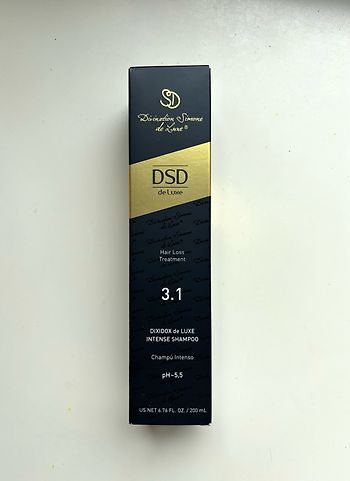 SD
Divination Simone
de Luxe®
DSD
de Luxe
Hair Loss
Treatment
3.1
DIXIDOX de LUXE
INTENSE SHAMPOO
Champú Intenso
pH~5,5
US NET 6.76 FL. OZ. / 200 mL